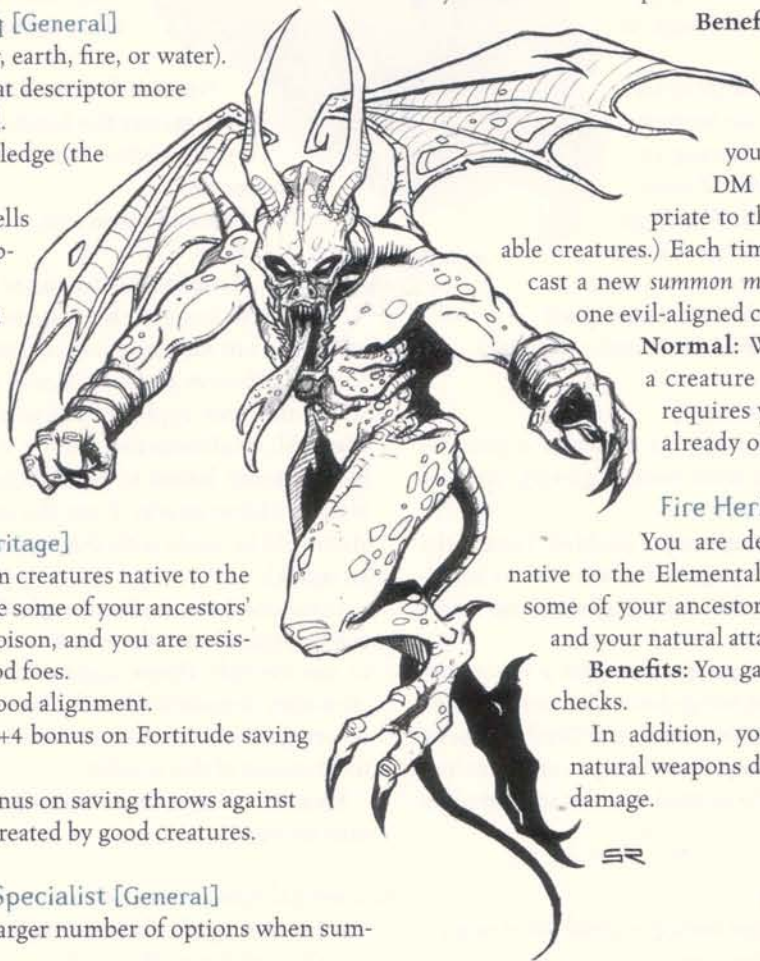 [General]
earth, fire, or water).
at descriptor more
ledge (the
ells
ritage]
n creatures native to the
e some of your ancestors'
oison, and you are resis-
od foes.
ood alignment.
+4 bonus on Fortitude saving
nus on saving throws against
reated by good creatures.
Specialist [General]
arger number of options when sum-
Benef
you
DM
priate to th
able creatures.) Each tim
cast a new summon m
one evil-aligned c
Normal: W
a creature
requires y
already o
Fire Her
You are de
native to the Elemental
some of your ancestor
and your natural atta
Benefits: You ga
checks.
In addition, yo
natural weapons d
damage.
SR